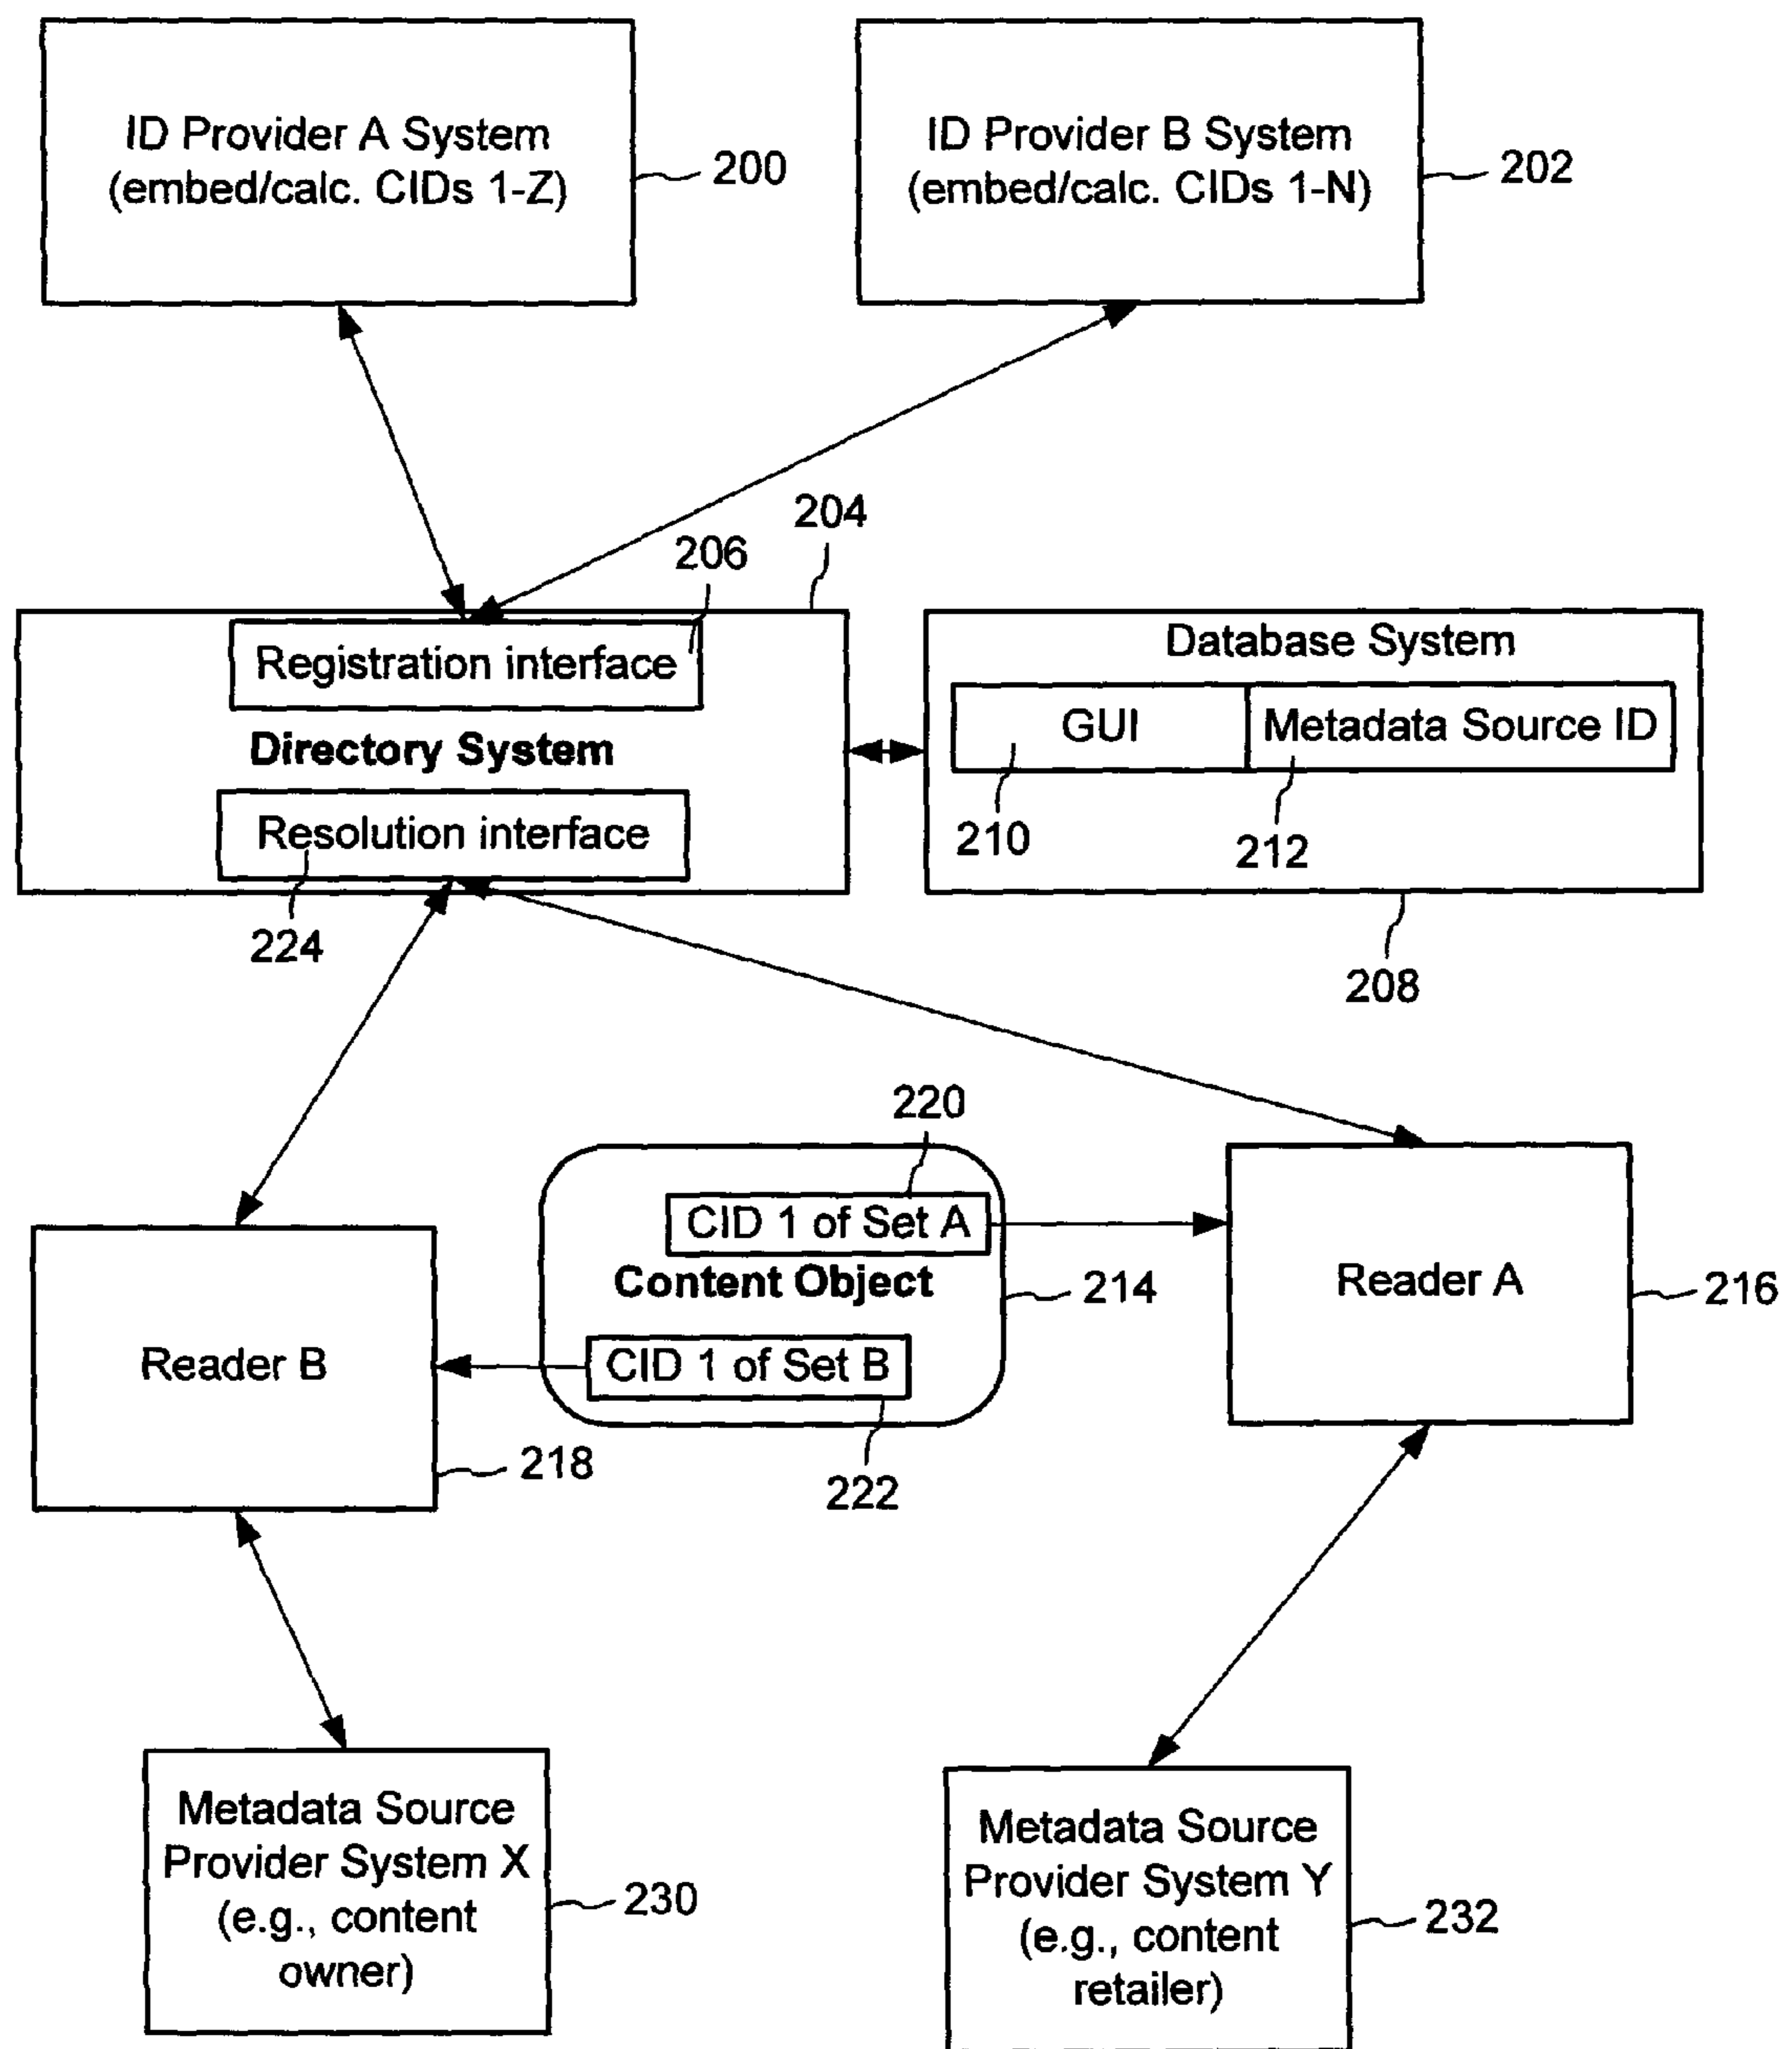 ID Provider A System
(embed/calc. CIDs 1-Z)
200
ID Provider B System
(embed/calc. CIDs 1-N)
202
204
206
Registration interface
Directory System
Resolution interface
224
Database System
GUI
Metadata Source ID
210
212
208
220
CID 1 of Set A
Content Object
214
CID 1 of Set B
222
Reader A
216
Reader B
218
Metadata Source
Provider System X
(e.g., content
owner)
230
Metadata Source
Provider System Y
(e.g., content
retailer)
232